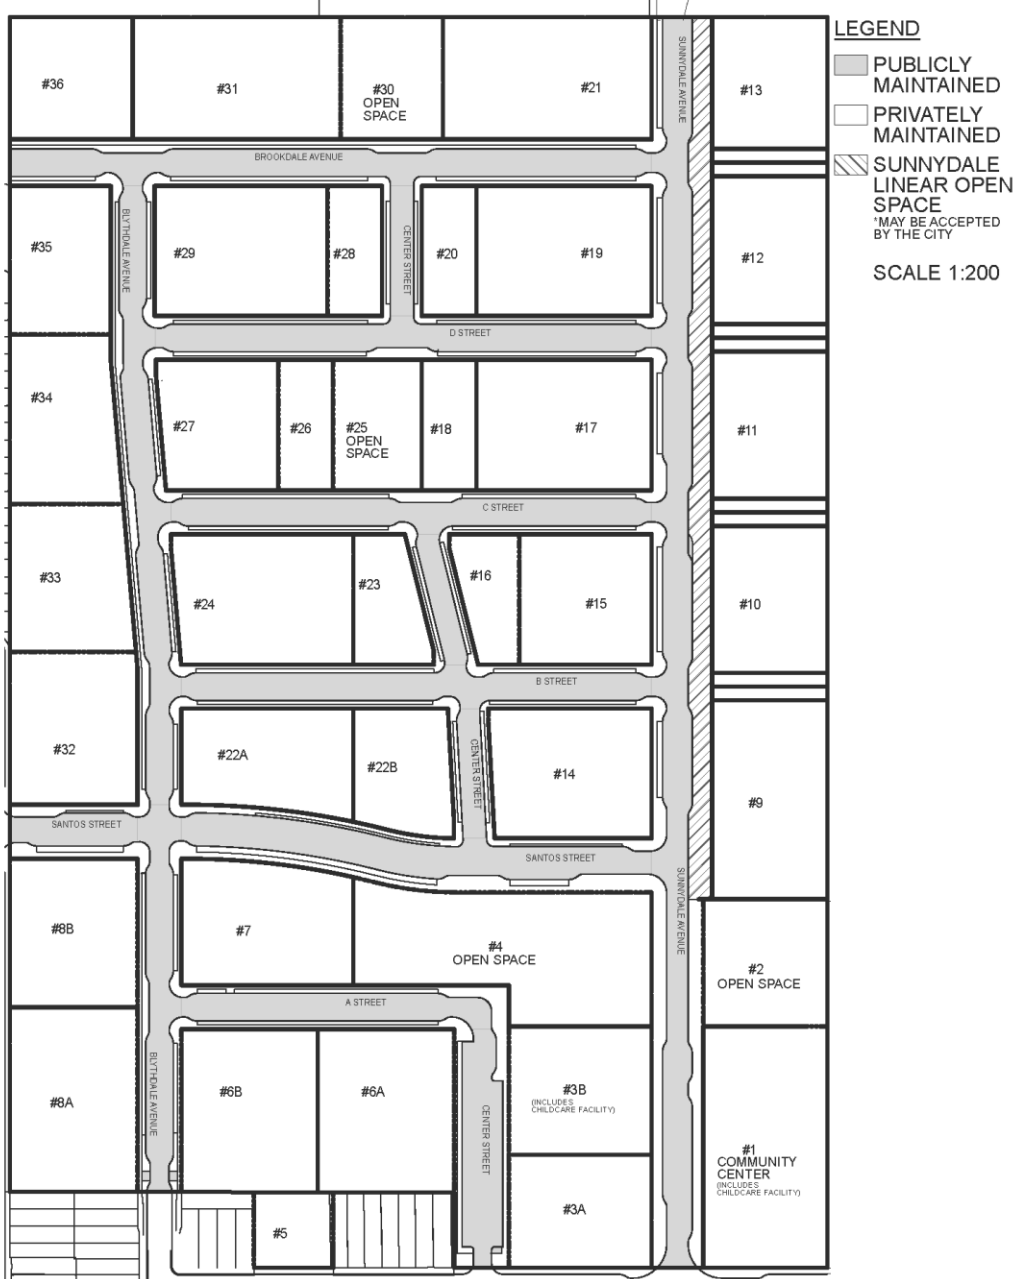 LEGEND
PUBLICLY
MAINTAINED
PRIVATELY
MAINTAINED
SUNNYDALE
LINEAR OPEN
SPACE
*MAY BE ACCEPTED
BY THE CITY
SCALE 1:200
#36
#31
#30
OPEN
SPACE
#21
SUNNYDALE AVENUE
#13
BROOKDALE AVENUE
#35
BLYTHDALE AVENUE
#29
#28
CENTER STREET
#20
#19
#12
D STREET
#34
#27
#26
#25
OPEN
SPACE
#18
#17
#11
C STREET
#33
#24
#23
#16
#15
#10
B STREET
#32
#22A
#22B
CENTER STREET
#14
#9
SANTOS STREET
SANTOS STREET
SUNNYDALE AVENUE
#8B
#7
#4
OPEN SPACE
#2
OPEN SPACE
A STREET
#8A
BLYTHDALE AVENUE
#6B
#6A
CENTER STREET
#3B
(INCLUDES
CHILDCARE FACILITY)
#1
COMMUNITY
CENTER
(INCLUDES
CHILDCARE FACILITY)
#3A
#5